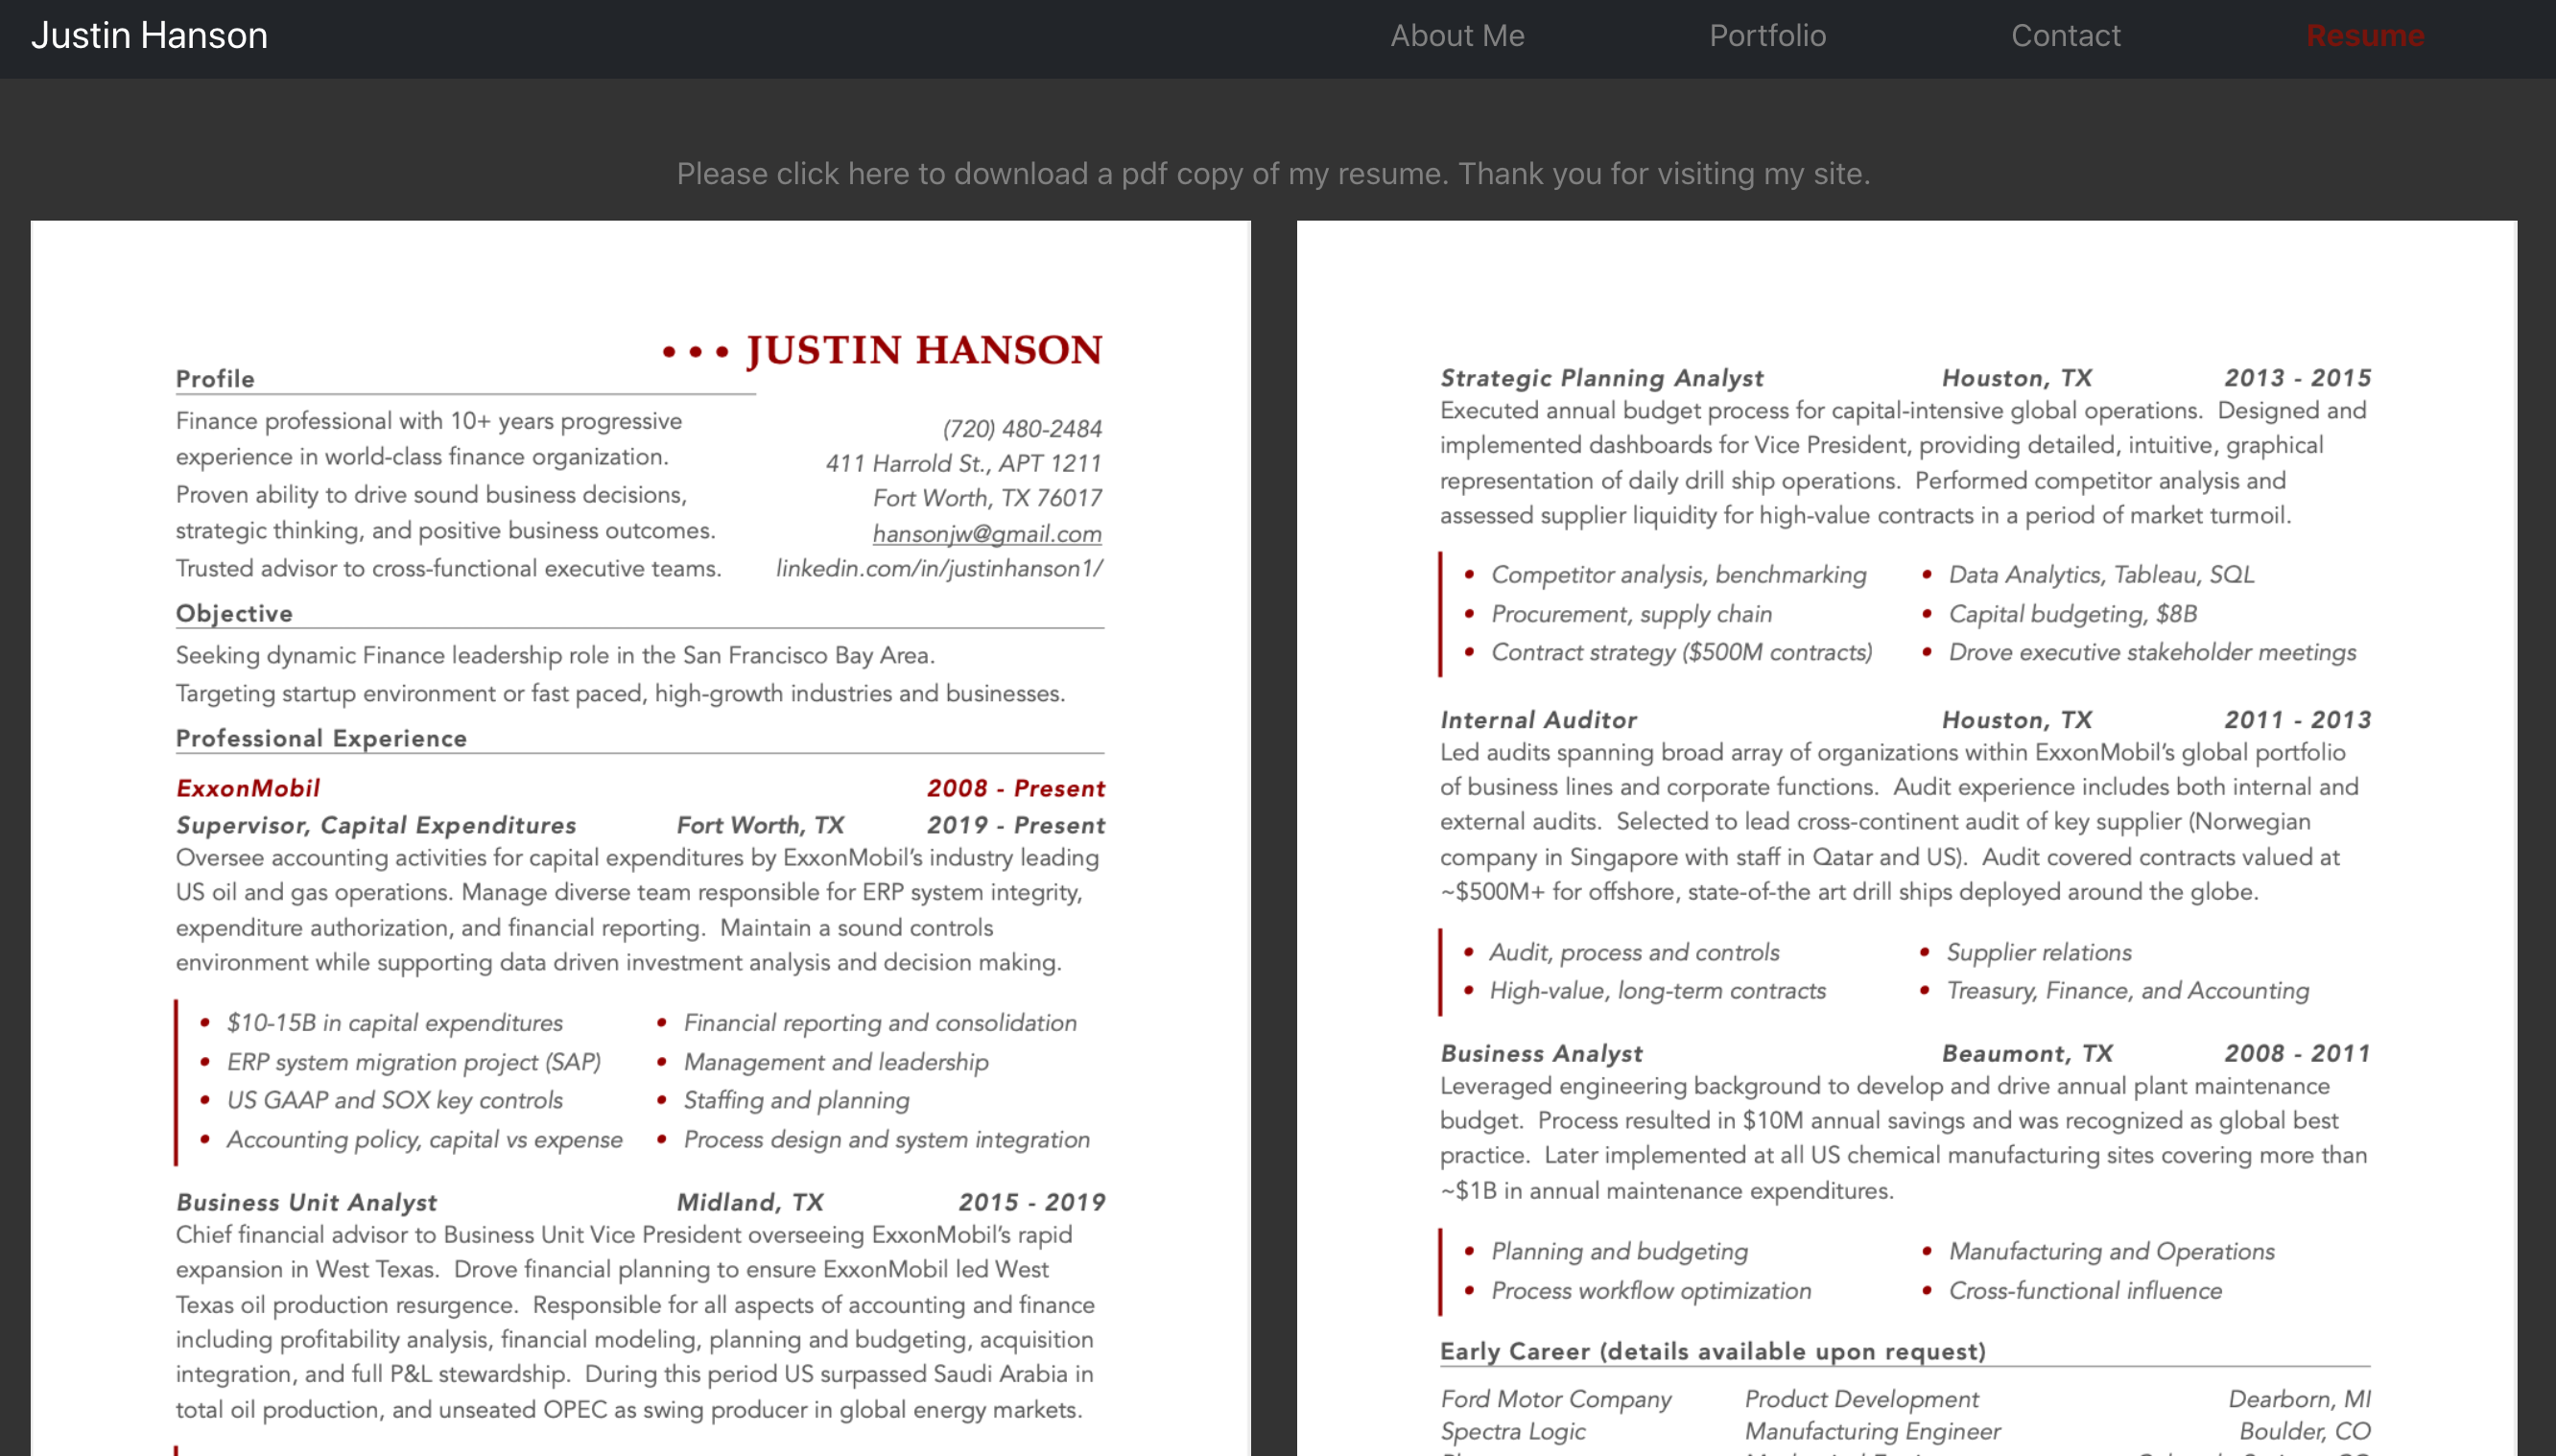 Justin Hanson
About Me
Portfolio
Contact
Resume
Please click here to download a pdf copy of my resume. Thank you for visiting my site.
••• JUSTIN HANSON
Profile
Finance professional with 10+ years progressive
experience in world-class finance organization.
Proven ability to drive sound business decisions,
strategic thinking, and positive business outcomes.
Trusted advisor to cross-functional executive teams.
(720) 480-2484
411 Harrold St., APT 1211
Fort Worth, TX 76017
hansonjw@gmail.com
linkedin.com/in/justinhanson1/
Objective
Seeking dynamic Finance leadership role in the San Francisco Bay Area.
Targeting startup environment or fast paced, high-growth industries and businesses.
Professional Experience
ExxonMobil 2008 - Present
Supervisor, Capital Expenditures Fort Worth, TX 2019 - Present
Oversee accounting activities for capital expenditures by ExxonMobil’s industry leading
US oil and gas operations. Manage diverse team responsible for ERP system integrity,
expenditure authorization, and financial reporting. Maintain a sound controls
environment while supporting data driven investment analysis and decision making.
• $10-15B in capital expenditures
• ERP system migration project (SAP)
• US GAAP and SOX key controls
• Accounting policy, capital vs expense
• Financial reporting and consolidation
• Management and leadership
• Staffing and planning
• Process design and system integration
Business Unit Analyst Midland, TX 2015 - 2019
Chief financial advisor to Business Unit Vice President overseeing ExxonMobil’s rapid
expansion in West Texas. Drove financial planning to ensure ExxonMobil led West
Texas oil production resurgence. Responsible for all aspects of accounting and finance
including profitability analysis, financial modeling, planning and budgeting, acquisition
integration, and full P&L stewardship. During this period US surpassed Saudi Arabia in
total oil production, and unseated OPEC as swing producer in global energy markets.
Strategic Planning Analyst Houston, TX 2013 - 2015
Executed annual budget process for capital-intensive global operations. Designed and
implemented dashboards for Vice President, providing detailed, intuitive, graphical
representation of daily drill ship operations. Performed competitor analysis and
assessed supplier liquidity for high-value contracts in a period of market turmoil.
• Competitor analysis, benchmarking
• Procurement, supply chain
• Contract strategy ($500M contracts)
• Data Analytics, Tableau, SQL
• Capital budgeting, $8B
• Drove executive stakeholder meetings
Internal Auditor Houston, TX 2011 - 2013
Led audits spanning broad array of organizations within ExxonMobil’s global portfolio
of business lines and corporate functions. Audit experience includes both internal and
external audits. Selected to lead cross-continent audit of key supplier (Norwegian
company in Singapore with staff in Qatar and US). Audit covered contracts valued at
~$500M+ for offshore, state-of-the art drill ships deployed around the globe.
• Audit, process and controls
• High-value, long-term contracts
• Supplier relations
• Treasury, Finance, and Accounting
Business Analyst Beaumont, TX 2008 - 2011
Leveraged engineering background to develop and drive annual plant maintenance
budget. Process resulted in $10M annual savings and was recognized as global best
practice. Later implemented at all US chemical manufacturing sites covering more than
~$1B in annual maintenance expenditures.
• Planning and budgeting
• Process workflow optimization
• Manufacturing and Operations
• Cross-functional influence
Early Career (details available upon request)
Ford Motor Company Product Development Dearborn, MI
Spectra Logic Manufacturing Engineer Boulder, CO